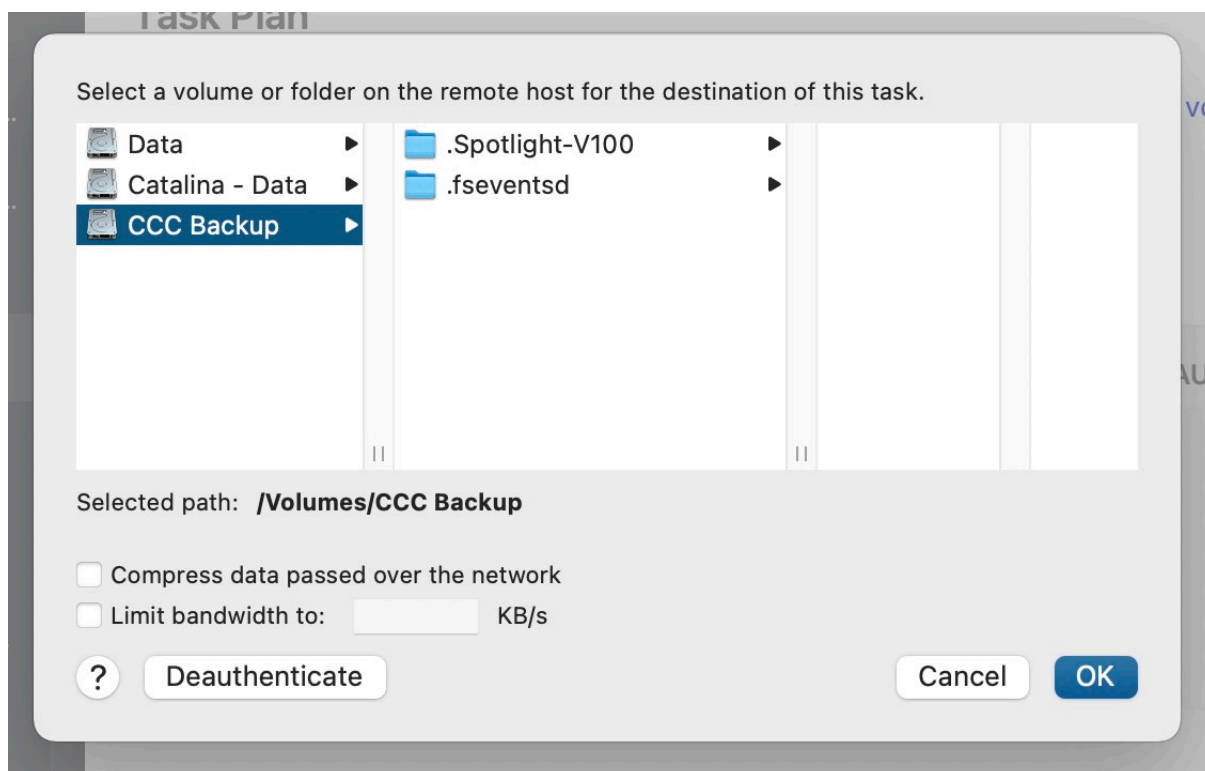 Task Plan
Select a volume or folder on the remote host for the destination of this task.
Data
Catalina - Data
CCC Backup
.Spotlight-V100
.fseventsd
Selected path: /Volumes/CCC Backup
Compress data passed over the network
Limit bandwidth to: KB/s
? Deauthenticate Cancel OK